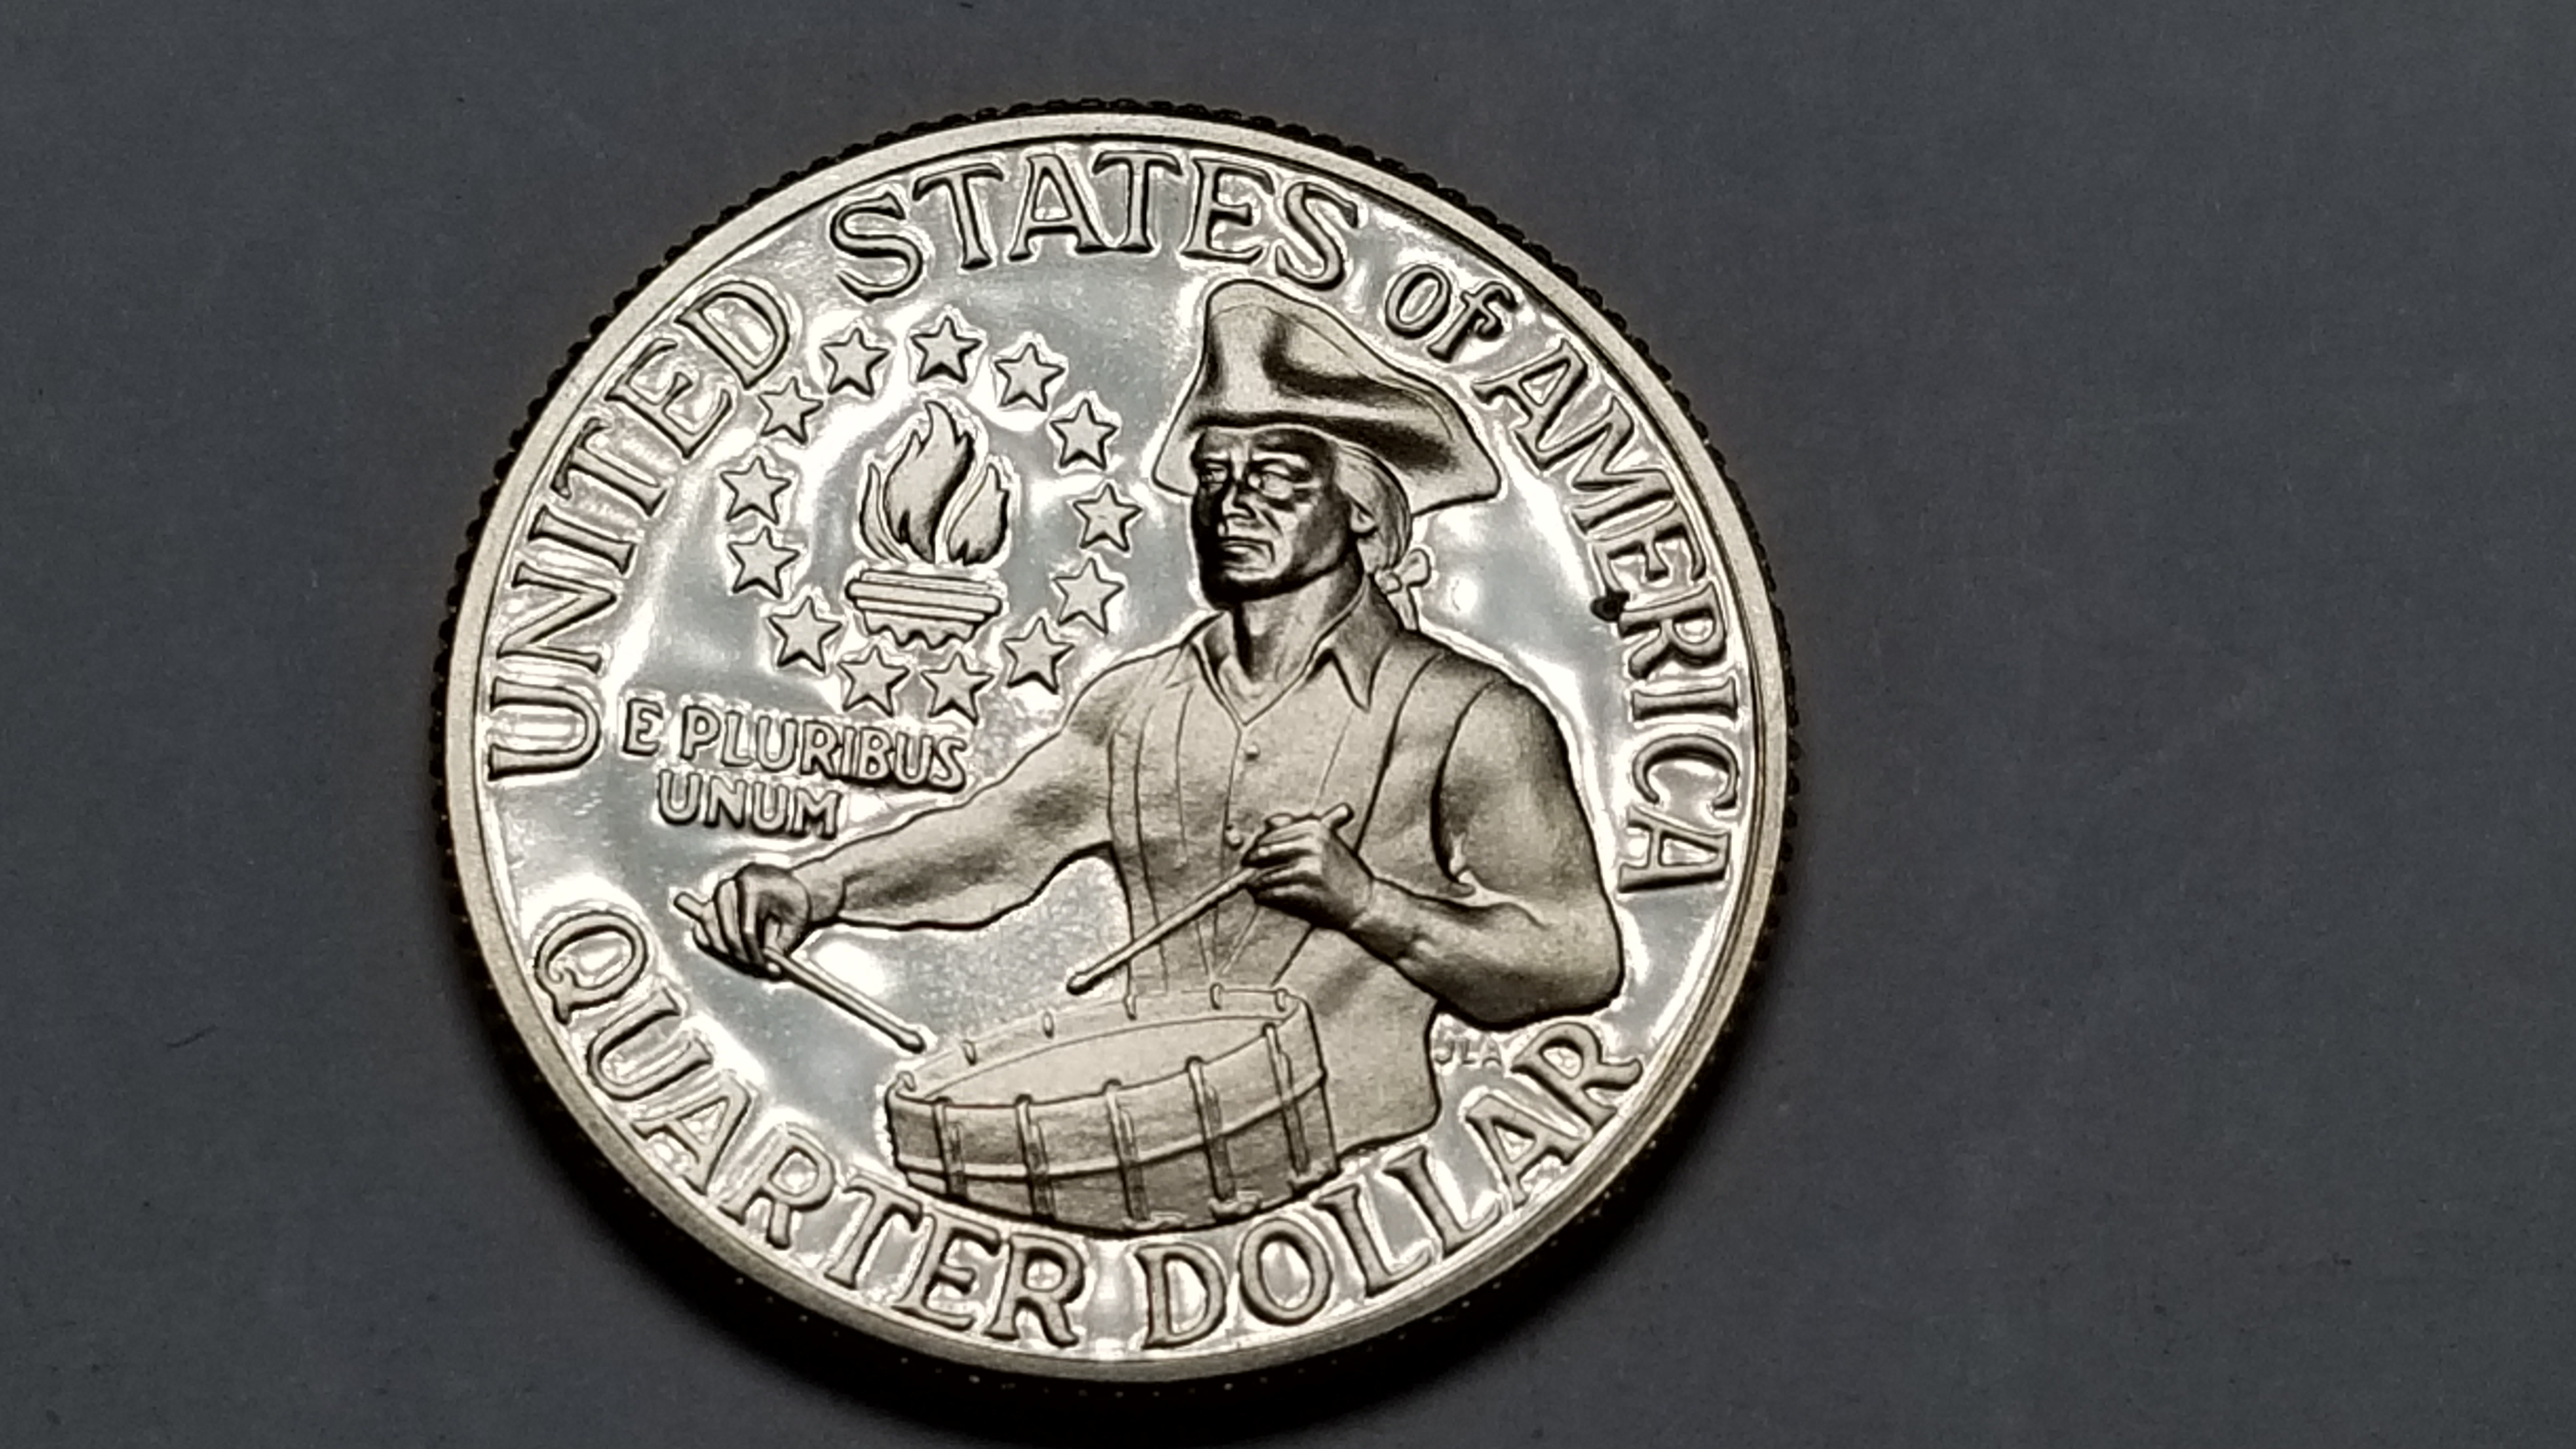 UNITED STATES of AMERICA
E PLURIBUS
UNUM
JLA
QUARTER DOLLAR